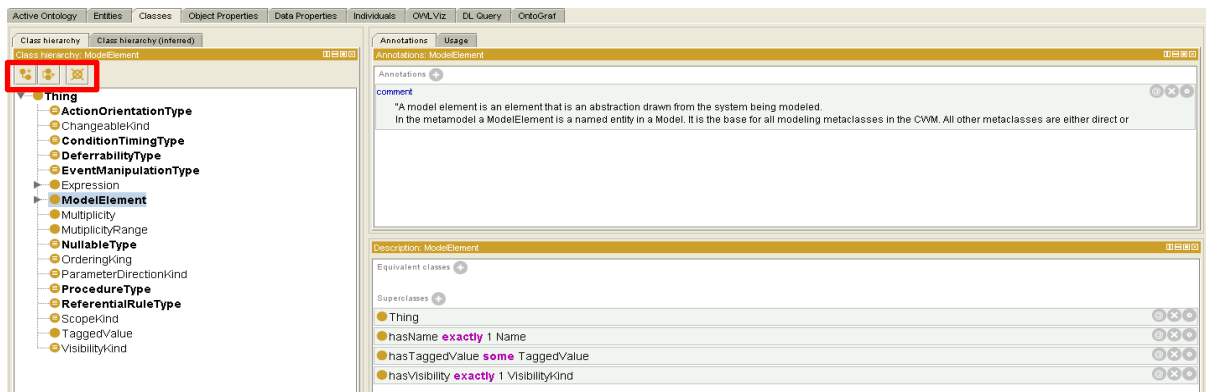 Active Ontology Entities Classes Object Properties Data Properties Individuals OWLViz DL Query OntoGraf
Class hierarchy Class hierarchy (inferred)
Class hierarchy: ModelElement
Thing
ActionOrientationType
ChangeableKind
ConditionTimingType
DeferrabilityType
EventManipulationType
Expression
ModelElement
Multiplicity
MutiplicityRange
NullableType
OrderingKing
ParameterDirectionKind
ProcedureType
ReferentialRuleType
ScopeKind
TaggedValue
VisibilityKind
Annotations Usage
Annotations: ModelElement
Annotations
comment
"A model element is an element that is an abstraction drawn from the system being modeled.
In the metamodel a ModelElement is a named entity in a Model. It is the base for all modeling metaclasses in the CWM. All other metaclasses are either direct or
Description: ModelElement
Equivalent classes
Superclasses
Thing
hasName exactly 1 Name
hasTaggedValue some TaggedValue
hasVisibility exactly 1 VisibilityKind